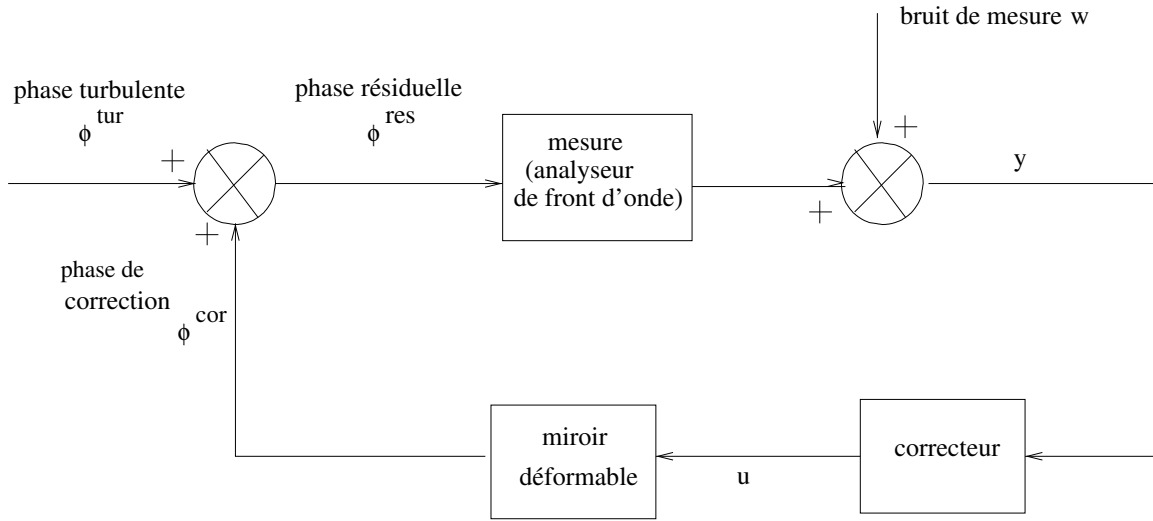 bruit de mesure w
phase turbulente
ϕ tur
phase résiduelle
ϕ res
mesure
(analyseur
de front d'onde)
+
+
+
+
y
phase de
correction
ϕ cor
miroir
déformable
u
correcteur